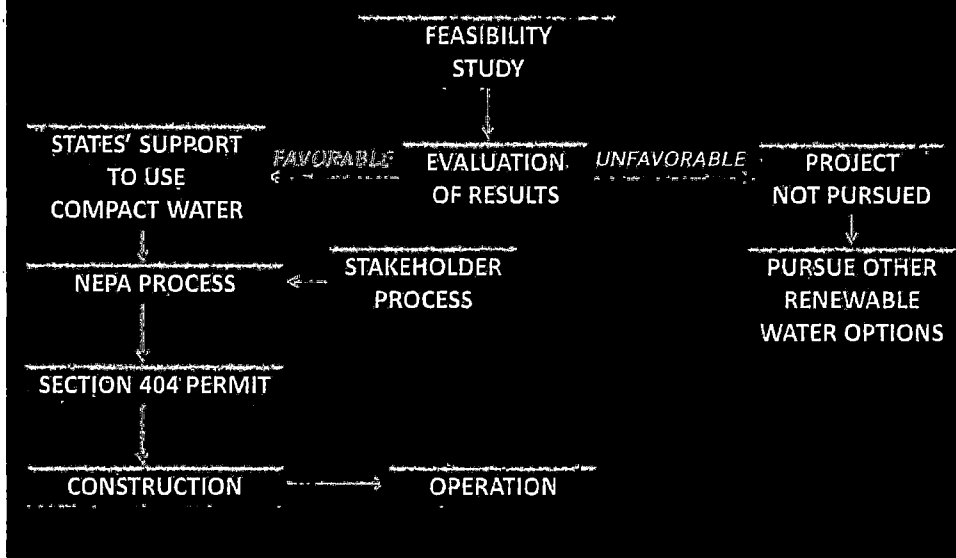 FEASIBILITY
STUDY
STATES' SUPPORT
TO USE
COMPACT WATER
FAVORABLE
EVALUATION
OF RESULTS
UNFAVORABLE
PROJECT
NOT PURSUED
NEPA PROCESS
STAKEHOLDER
PROCESS
PURSUE OTHER
RENEWABLE
WATER OPTIONS
SECTION 404 PERMIT
CONSTRUCTION
OPERATION